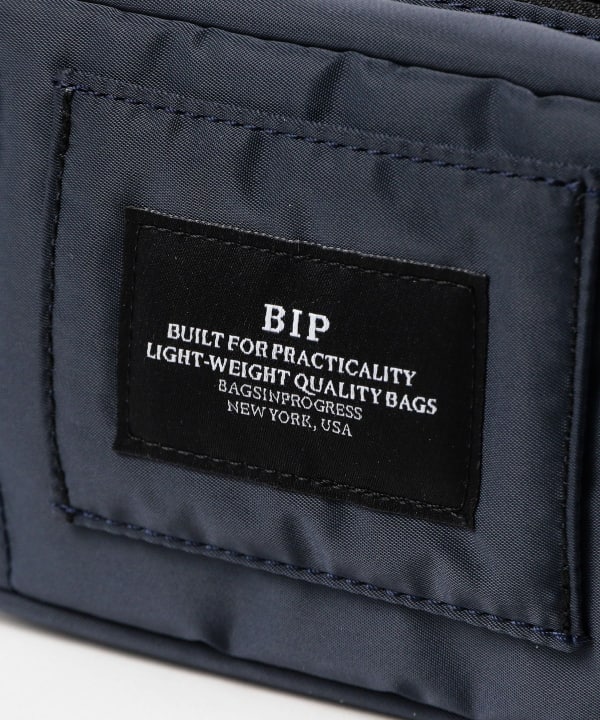 BIP
BUILT FOR PRACTICALITY
LIGHT-WEIGHT QUALITY BAGS
BAGSINPROGRESS
NEW YORK, USA